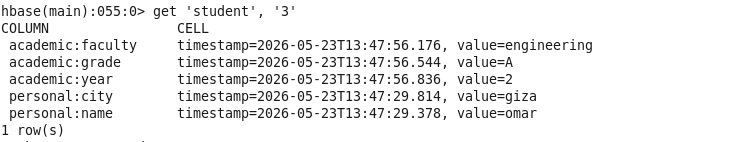 hbase(main):055:0> get 'student', '3'
COLUMN CELL
academic:faculty timestamp=2026-05-23T13:47:56.176, value=engineering
academic:grade timestamp=2026-05-23T13:47:56.544, value=A
academic:year timestamp=2026-05-23T13:47:56.836, value=2
personal:city timestamp=2026-05-23T13:47:29.814, value=giza
personal:name timestamp=2026-05-23T13:47:29.378, value=omar
1 row(s)